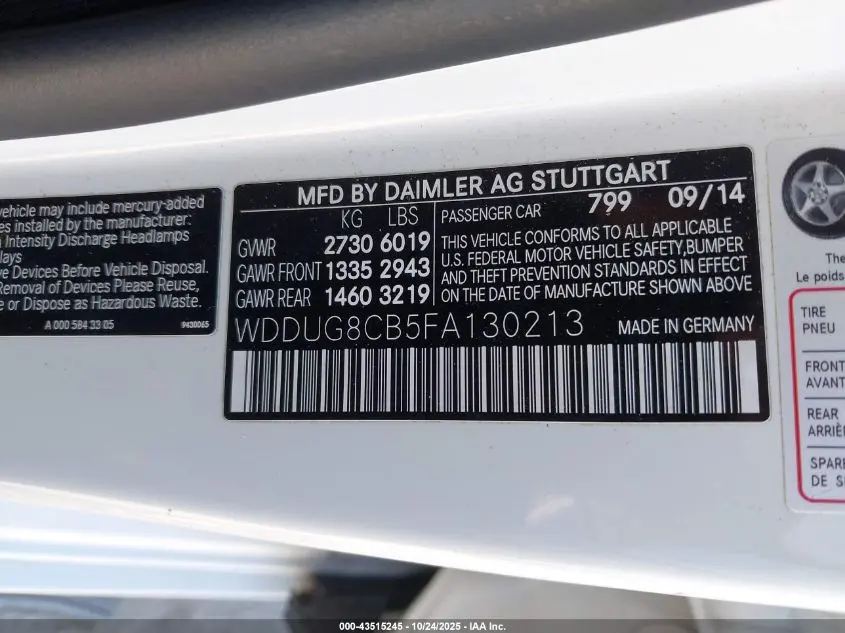 vehicle may include mercury-added
es installed by the manufacturer:
Intensity Discharge Headlamps
ays
ve Devices Before Vehicle Disposal.
Removal of Devices Please Reuse,
e or Dispose as Hazardous Waste.
A 000 584 33 05 9430065
MFD BY DAIMLER AG STUTTGART
KG LBS
GVWR 2730 6019
GAWR FRONT 1335 2943
GAWR REAR 1460 3219
PASSENGER CAR 799 09/14
THIS VEHICLE CONFORMS TO ALL APPLICABLE
U.S. FEDERAL MOTOR VEHICLE SAFETY, BUMPER
AND THEFT PREVENTION STANDARDS IN EFFECT
ON THE DATE OF MANUFACTURE SHOWN ABOVE
WDDUG8CB5FA130213 MADE IN GERMANY
The
Le poids
TIRE
PNEU
FRONT
AVANT
REAR
ARRIÈR
SPARE
DE S
000-43515245 - 10/24/2025 - IAA Inc.